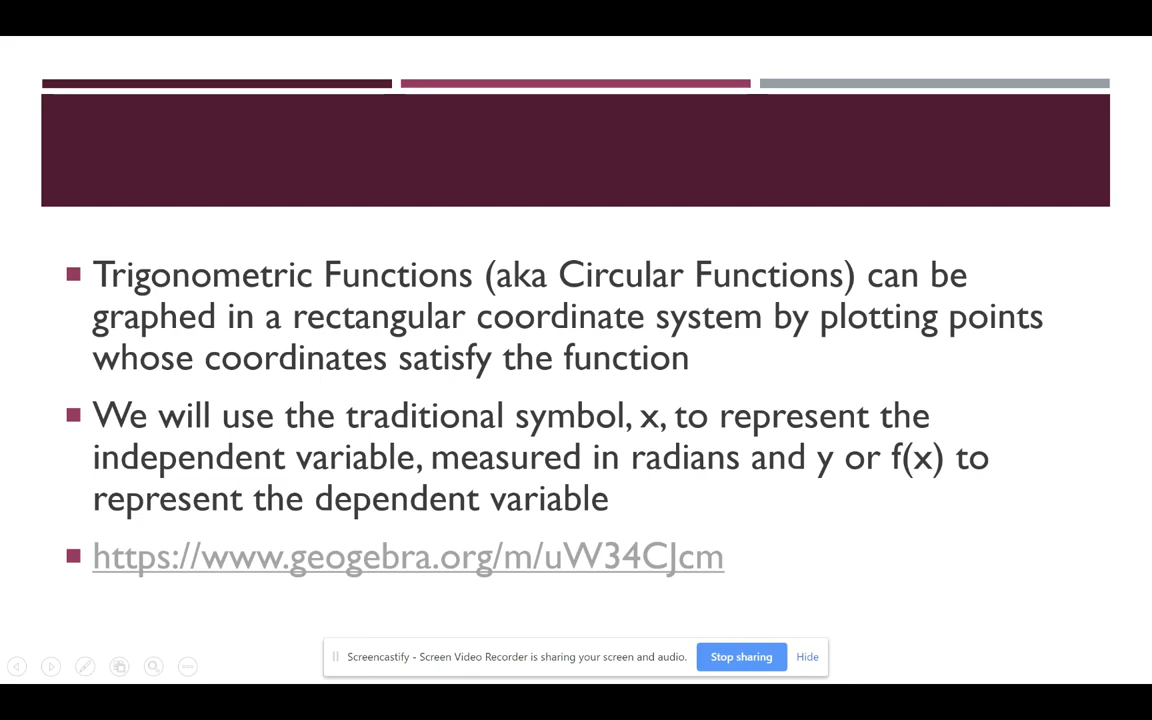 Trigonometric Functions (aka Circular Functions) can be
graphed in a rectangular coordinate system by plotting points
whose coordinates satisfy the function
We will use the traditional symbol, x, to represent the
independent variable, measured in radians and y or f(x) to
represent the dependent variable
https://www.geogebra.org/m/uW34CJcm
Screencastify - Screen Video Recorder is sharing your screen and audio. Stop sharing Hide